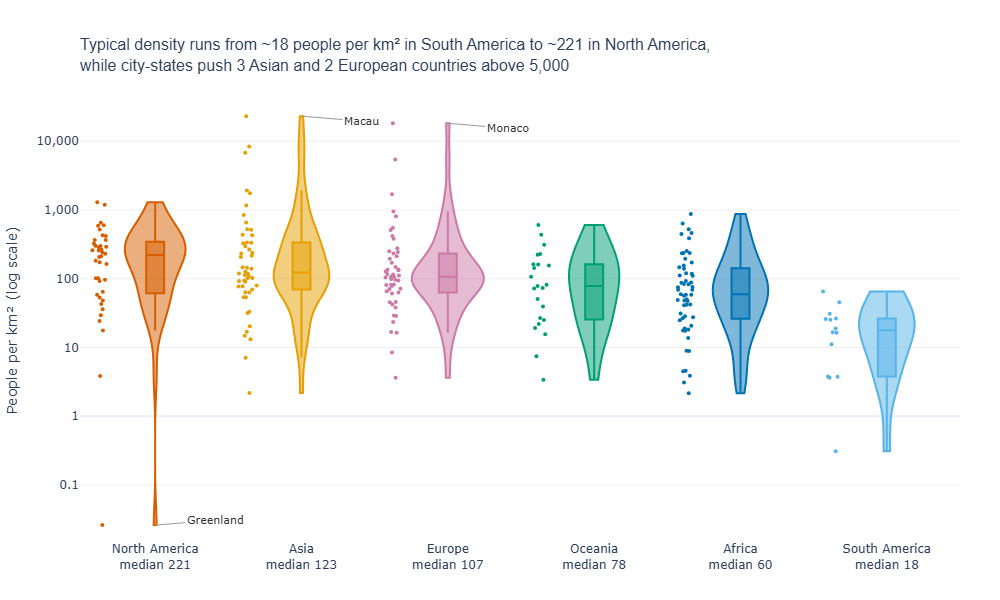 Typical density runs from ~18 people per km² in South America to ~221 in North America,
while city-states push 3 Asian and 2 European countries above 5,000
People per km² (log scale)
10,000
1,000
100
10
1
0.1
Macau
Monaco
Greenland
North America
median 221
Asia
median 123
Europe
median 107
Oceania
median 78
Africa
median 60
South America
median 18